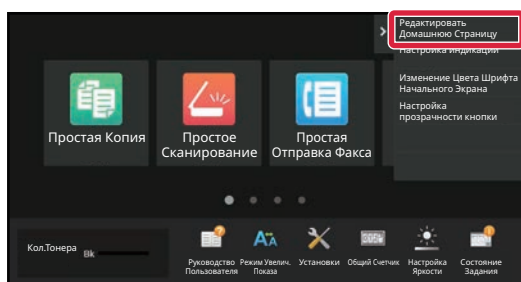 Редактировать
Домашнюю Страницу
Настройка индикации
Изменение Цвета Шрифта
Начального Экрана
Настройка
прозрачности кнопки
Простая Копия
Простое
Сканирование
Простая
Отправка Факса
Кол.Тонера
Bk
Руководство
Пользователя
Режим Увелич.
Показа
Установки
Общий Счетчик
Настройка
Яркости
Состояние
Задания